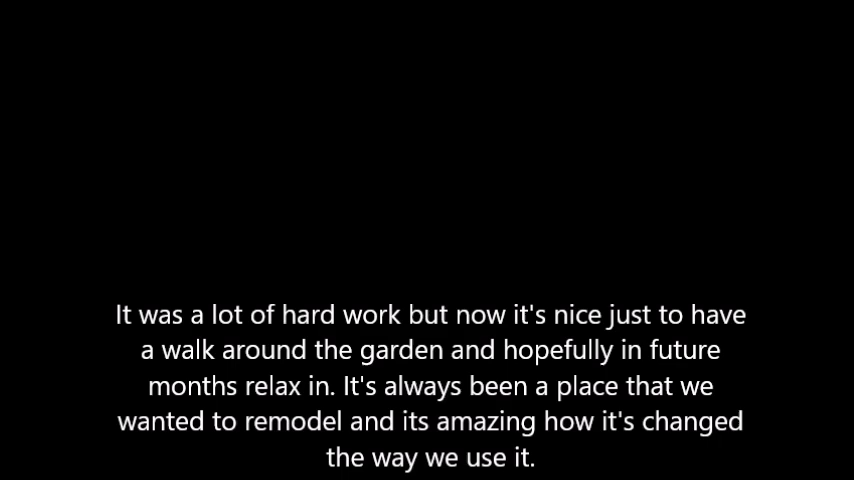 It was a lot of hard work but now it's nice just to have
a walk around the garden and hopefully in future
months relax in. It's always been a place that we
wanted to remodel and its amazing how it's changed
the way we use it.